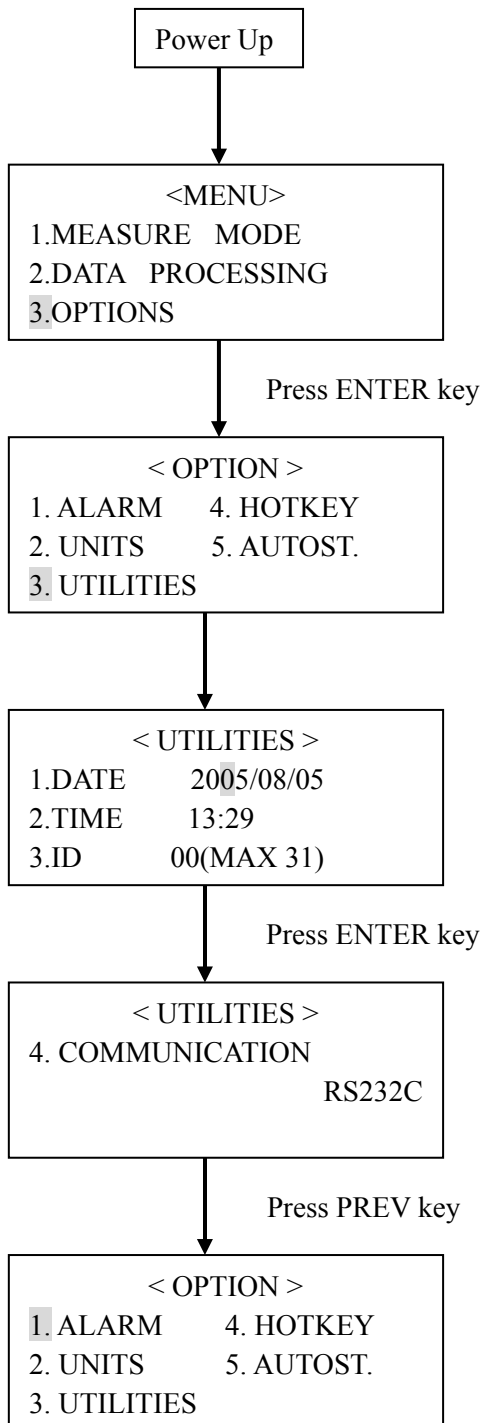 Power Up
<MENU>
1.MEASURE MODE
2.DATA PROCESSING
3.OPTIONS
Press ENTER key
< OPTION >
1. ALARM 4. HOTKEY
2. UNITS 5. AUTOST.
3. UTILITIES
< UTILITIES >
1.DATE 2005/08/05
2.TIME 13:29
3.ID 00(MAX 31)
Press ENTER key
< UTILITIES >
4. COMMUNICATION
RS232C
Press PREV key
< OPTION >
1. ALARM 4. HOTKEY
2. UNITS 5. AUTOST.
3. UTILITIES